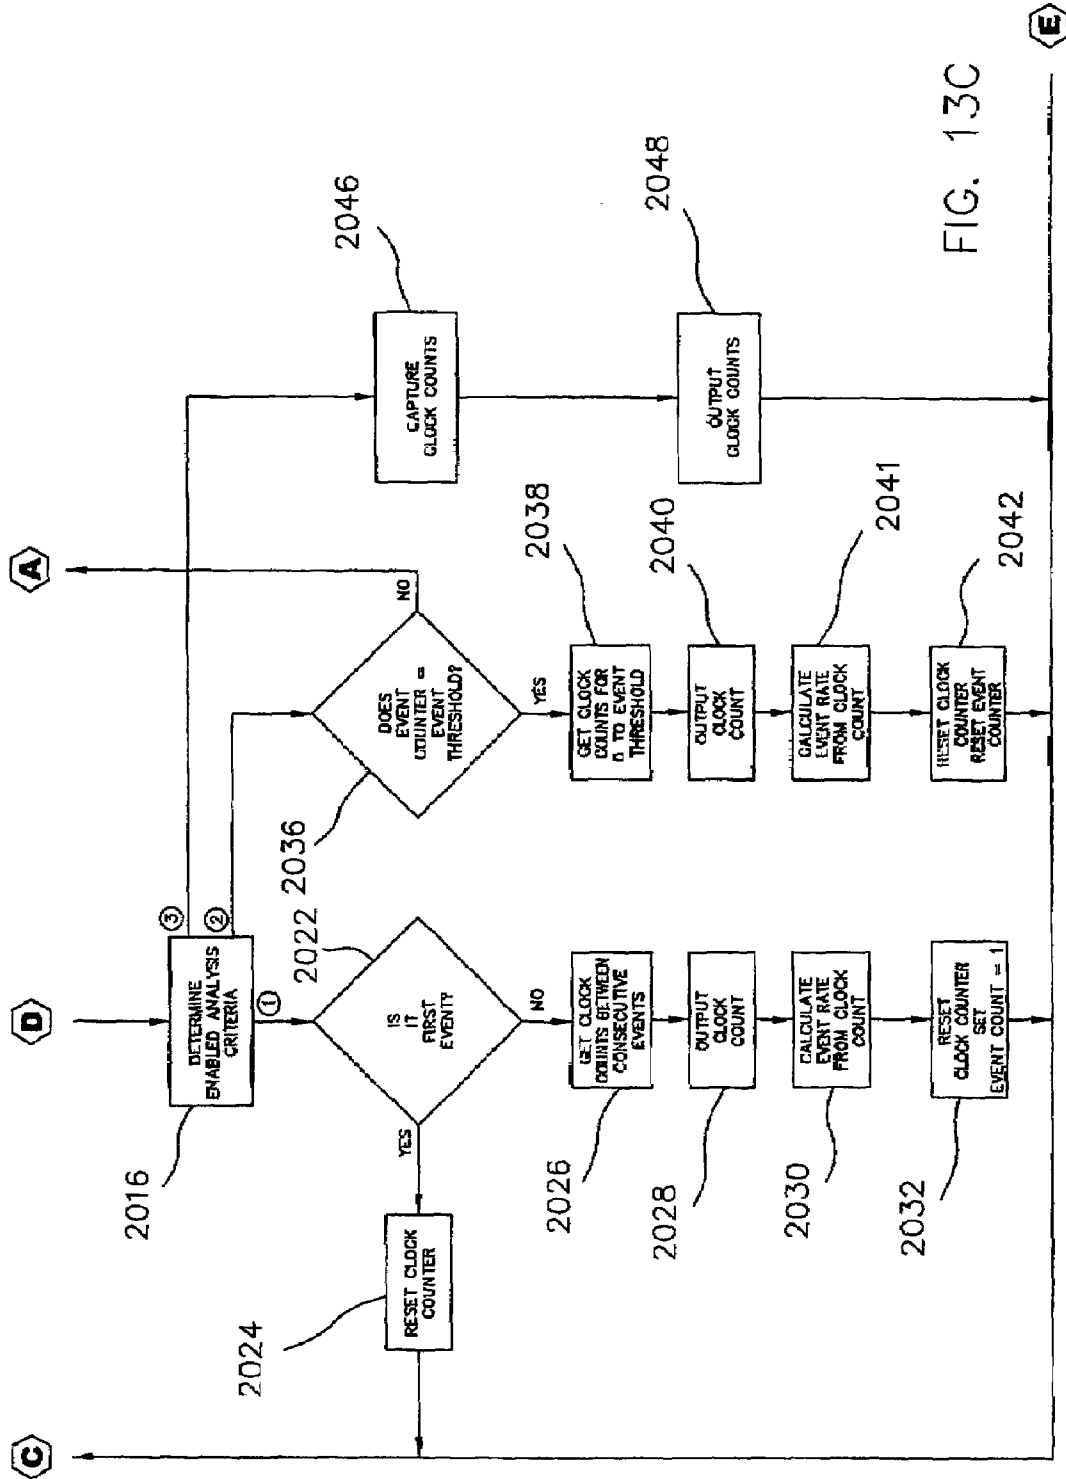 C
D
A
E
DETERMINE
ENABLED ANALYSIS
CRITERIA
2016
1
2
3
IS
IT
FIRST
EVENT?
2022
YES
NO
RESET CLOCK
COUNTER
2024
GET CLOCK
COUNTS BETWEEN
CONSECUTIVE
EVENTS
2026
OUTPUT
CLOCK
COUNT
2028
CALCULATE
EVENT RATE
FROM CLOCK
COUNT
2030
RESET
CLOCK COUNTER
SET
EVENT COUNT = 1
2032
DOES
EVENT
COUNTER =
EVENT
THRESHOLD?
2036
NO
YES
GET CLOCK
COUNTS FOR
0 TO EVENT
THRESHOLD
2038
OUTPUT
CLOCK
COUNT
2040
CALCULATE
EVENT RATE
FROM CLOCK
COUNT
2041
RESET CLOCK
COUNTER
RESET EVENT
COUNTER
2042
CAPTURE
CLOCK COUNTS
2046
OUTPUT
CLOCK COUNTS
2048
FIG. 13C